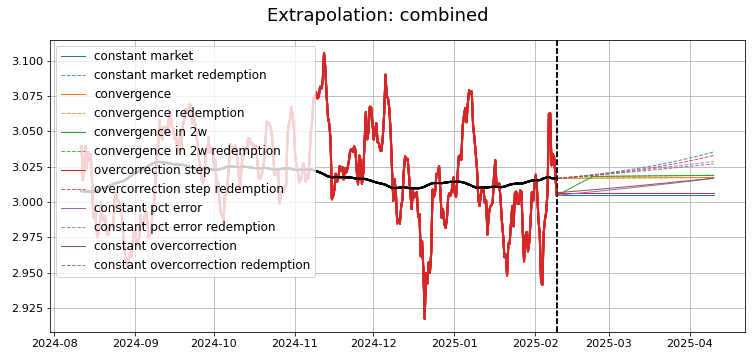 Extrapolation: combined
3.100
3.075
3.050
3.025
3.000
2.975
2.950
2.925
constant market
constant market redemption
convergence
convergence redemption
convergence in 2w
convergence in 2w redemption
overcorrection step
overcorrection step redemption
constant pct error
constant pct error redemption
constant overcorrection
constant overcorrection redemption
2024-08 2024-09 2024-10 2024-11 2024-12 2025-01 2025-02 2025-03 2025-04